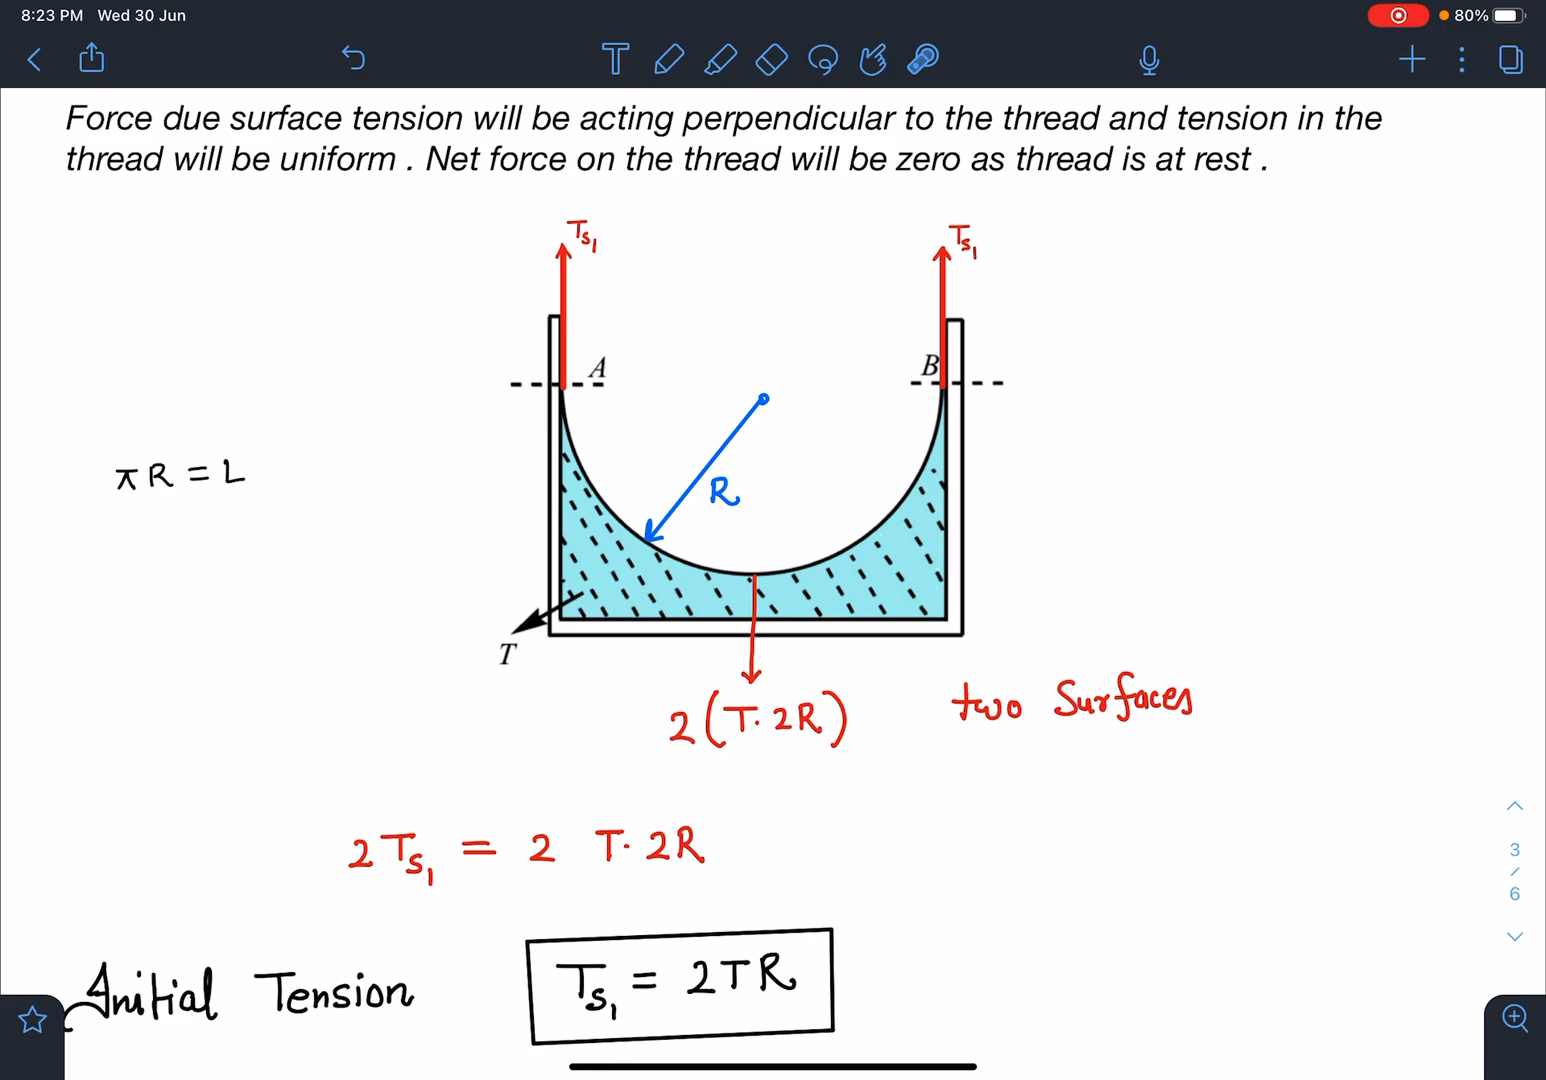 8:23 PM Wed 30 Jun
80%
T
Force due surface tension will be acting perpendicular to the thread and tension in the
thread will be uniform . Net force on the thread will be zero as thread is at rest .
Ts₁ Ts₁
A B
R
πR = L
T
2(T.2R) two Surfaces
2Ts₁ = 2 T.2R
3
/
6
Initial Tension Ts₁ = 2TR